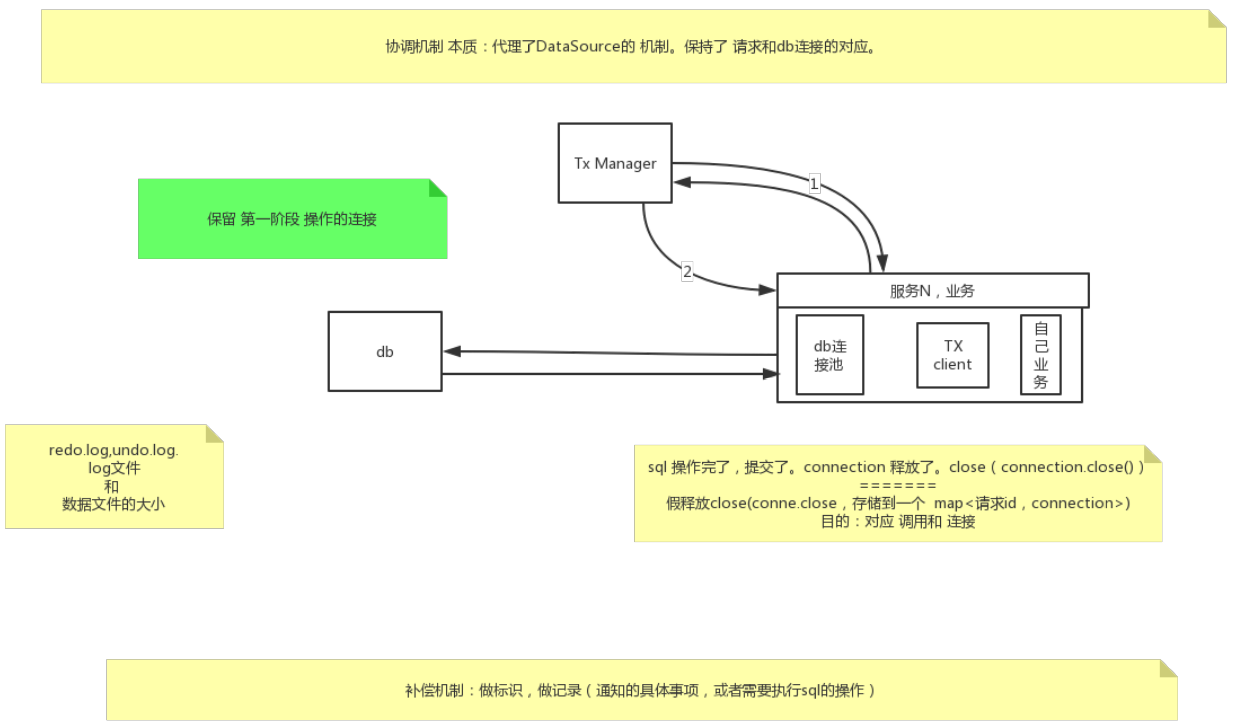 协调机制 本质：代理了DataSource的 机制。保持了 请求和db连接的对应。
Tx Manager
1
保留 第一阶段 操作的连接
2
服务N，业务
db
db连
接池
TX
client
自
己
业
务
redo.log,undo.log.
log文件
和
数据文件的大小
sql 操作完了，提交了。connection 释放了。close（connection.close()）
=======
假释放close(conne.close，存储到一个 map<请求id，connection>)
目的：对应 调用和 连接
补偿机制：做标识，做记录（通知的具体事项，或者需要执行sql的操作）